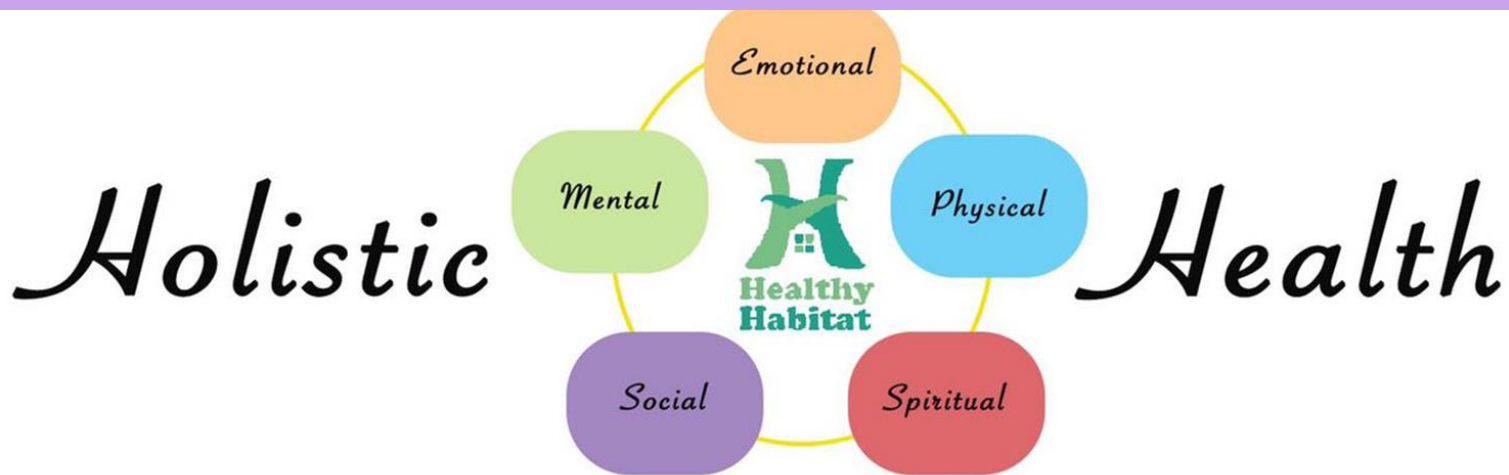 Emotional
Mental
Physical
Holistic
Health
Healthy
Habitat
Social
Spiritual